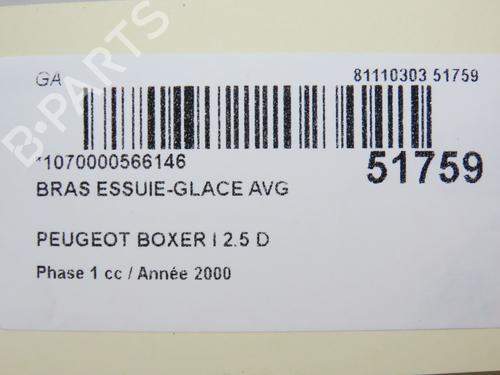 GA
81110303 51759
*1070000566146
51759
BRAS ESSUIE-GLACE AVG
PEUGEOT BOXER I 2.5 D
Phase 1 cc / Année 2000
B-PARTS